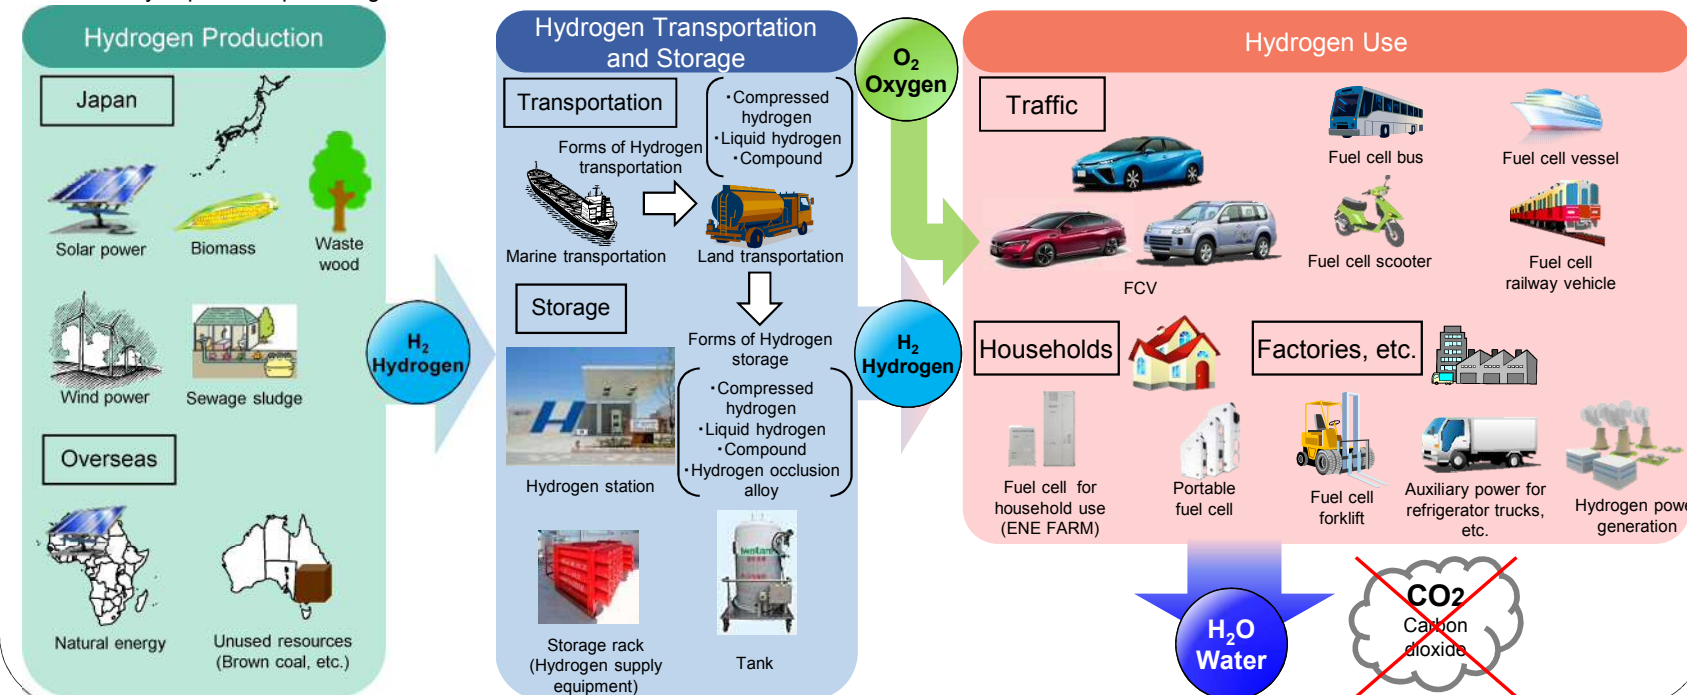 Hydrogen Production
Japan
Solar power
Biomass
Waste
wood
Wind power
Sewage sludge
Overseas
Natural energy
Unused resources
(Brown coal, etc.)
H2
Hydrogen
Hydrogen Transportation
and Storage
Transportation
・Compressed
hydrogen
・Liquid hydrogen
・Compound
Forms of Hydrogen
transportation
Marine transportation
Land transportation
Storage
Forms of Hydrogen
storage
・Compressed
hydrogen
・Liquid hydrogen
・Compound
・Hydrogen occlusion
alloy
Hydrogen station
Storage rack
(Hydrogen supply
equipment)
Tank
O2
Oxygen
H2
Hydrogen
Hydrogen Use
Traffic
FCV
Fuel cell bus
Fuel cell vessel
Fuel cell scooter
Fuel cell
railway vehicle
Households
Fuel cell for
household use
(ENE FARM)
Portable
fuel cell
Factories, etc.
Fuel cell
forklift
Auxiliary power for
refrigerator trucks,
etc.
Hydrogen powe
generation
H2O
Water
CO2
Carbon
dioxide